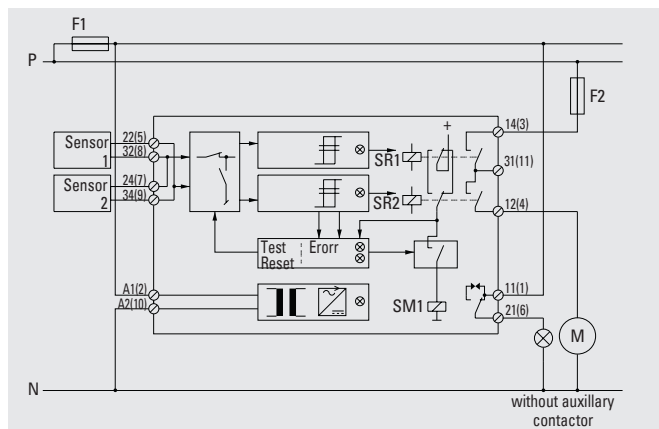 F1
P
F2
14(3)
+
Sensor
1
22(5)
32(8)
SR1
31(11)
Sensor
2
24(7)
34(9)
SR2
12(4)
Test
Reset
Erorr
A1(2)
A2(10)
SM1
11(1)
21(6)
M
N
without auxillary
contactor